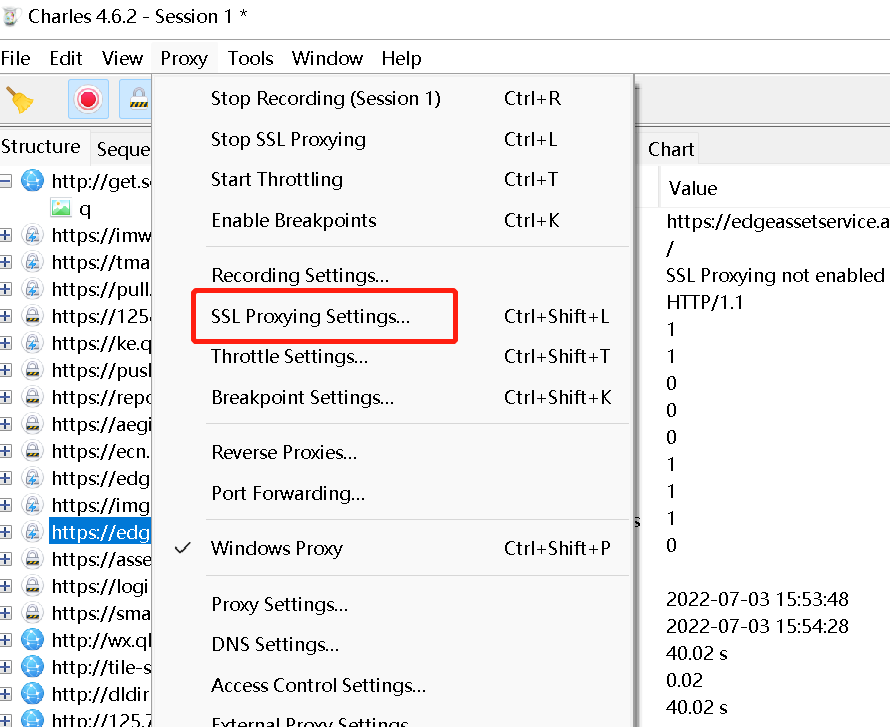 Charles 4.6.2 - Session 1 *
File Edit View Proxy Tools Window Help
Structure Seque
Chart
http://get.s
q
https://imw
https://tma
https://pull.
https://125
https://ke.q
https://pusl
https://repo
https://aegi
https://ecn.
https://edg
https://img
https://edg
https://asse
https://logi
https://sma
http://wx.ql
http://tile-s
http://dldir
http://125.7
Stop Recording (Session 1) Ctrl+R
Stop SSL Proxying Ctrl+L
Start Throttling Ctrl+T
Enable Breakpoints Ctrl+K
Recording Settings...
SSL Proxying Settings... Ctrl+Shift+L
Throttle Settings... Ctrl+Shift+T
Breakpoint Settings... Ctrl+Shift+K
Reverse Proxies...
Port Forwarding...
Windows Proxy Ctrl+Shift+P
Proxy Settings...
DNS Settings...
Access Control Settings...
External Proxy Settings
Value
https://edgeassetservice.a
/
SSL Proxying not enabled
HTTP/1.1
1
1
0
0
0
1
1
s 1
0
2022-07-03 15:53:48
2022-07-03 15:54:28
40.02 s
0.02
40.02 s